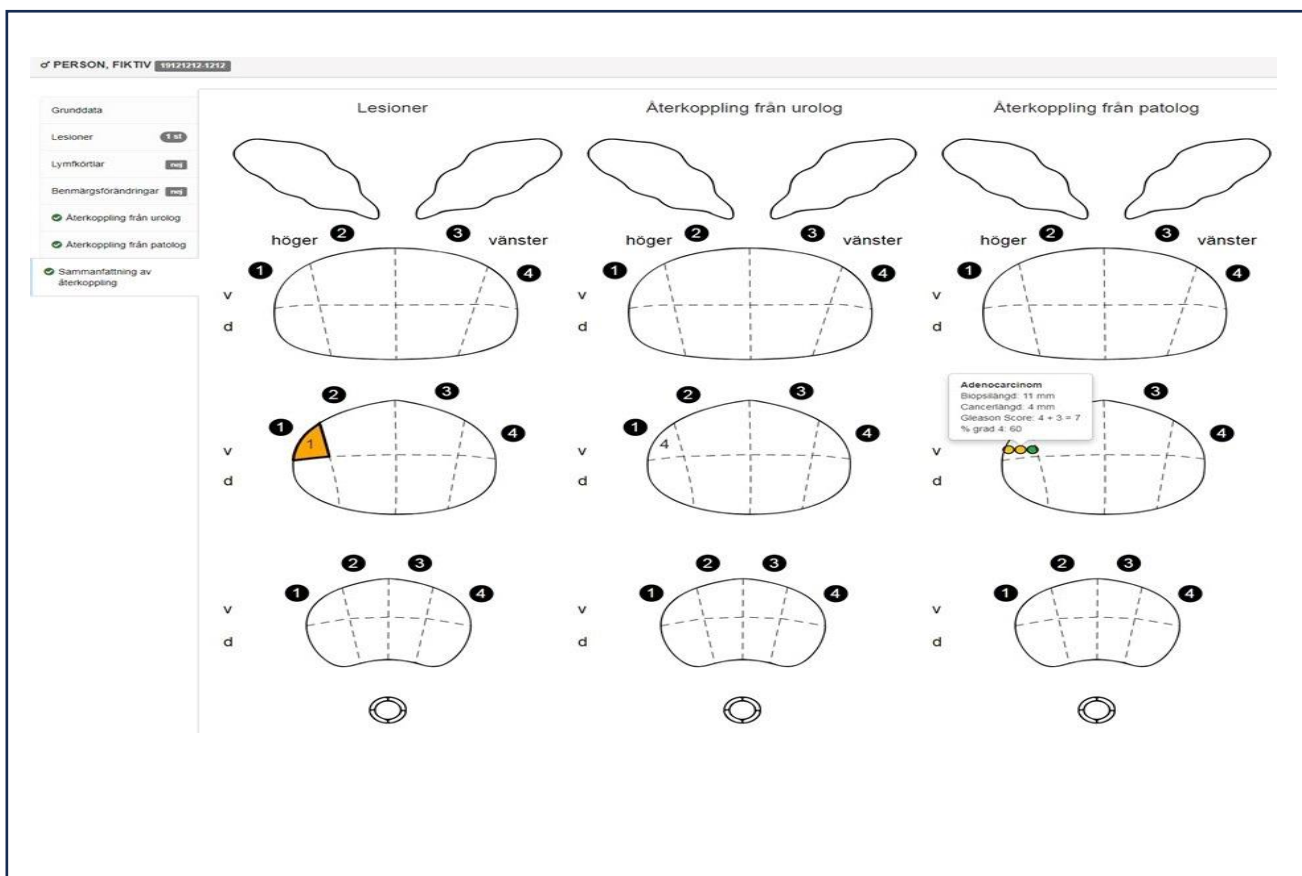 ♂ PERSON, FIKTIV 19121212-1212
Grunddata
Lesioner 1 st
Lymfkörtlar nej
Benmärgsförändringar nej
Återkoppling från urolog
Återkoppling från patolog
Sammanfattning av
återkoppling
Lesioner
höger 2 3 vänster
1 4
v
d
2 3
1 4
1
v
d
2 3
1 4
v
d
Återkoppling från urolog
höger 2 3 vänster
1 4
v
d
2 3
1 4
4
v
d
2 3
1 4
v
d
Återkoppling från patolog
höger 2 3 vänster
1 4
v
d
Adenocarcinom
Biopsilängd: 11 mm
Cancerlängd: 4 mm
Gleason Score: 4 + 3 = 7
% grad 4: 60
3
4
v
d
2 3
1 4
v
d